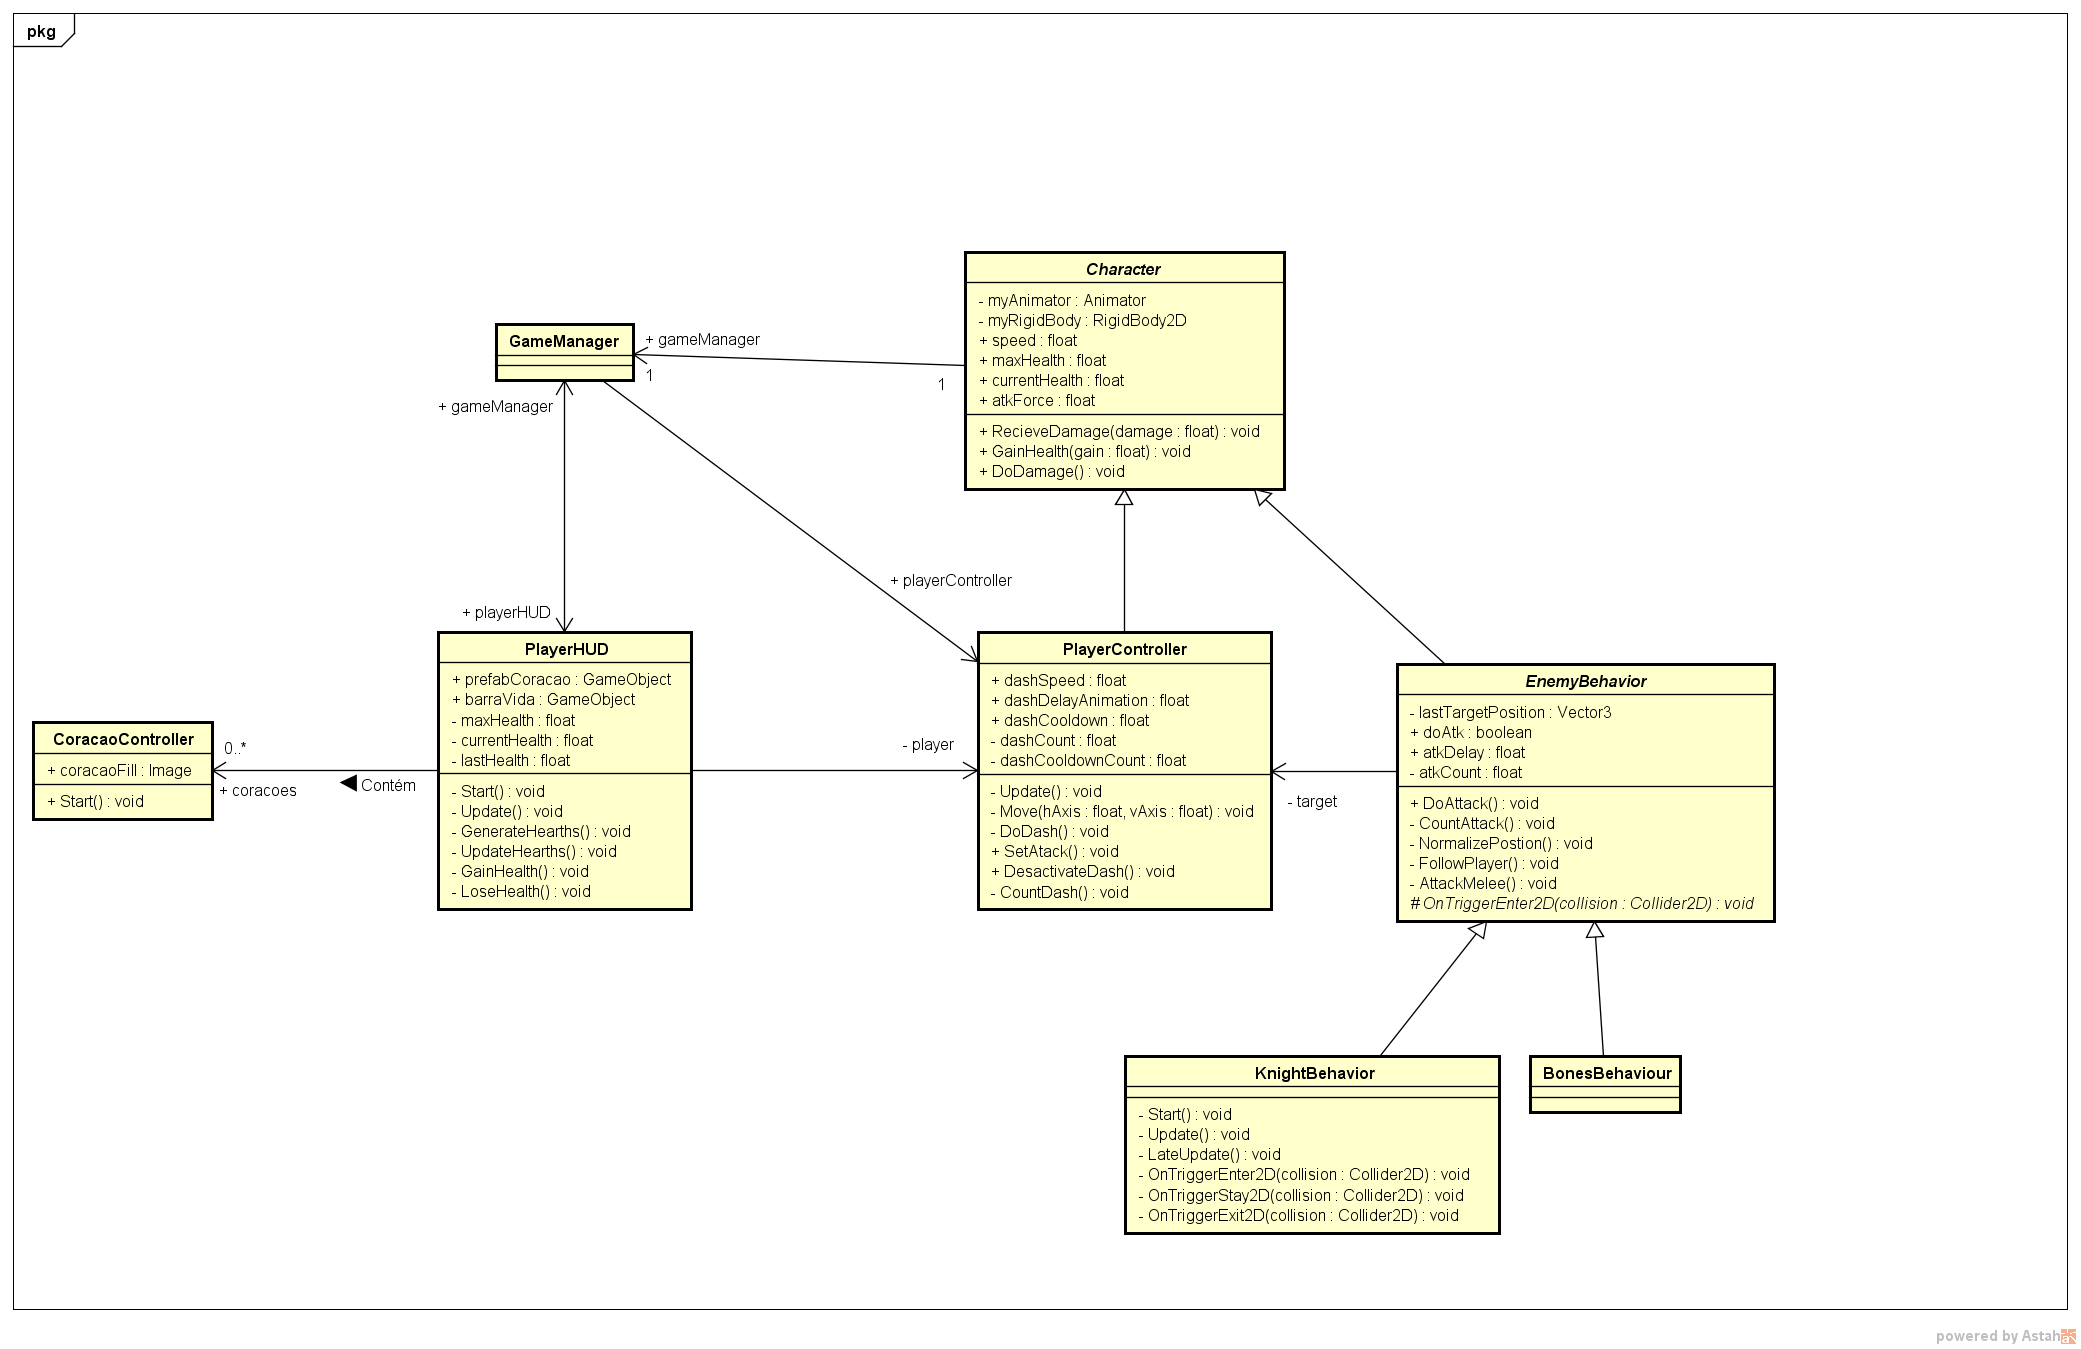 pkg
Character
- myAnimator : Animator
- myRigidBody : RigidBody2D
+ speed : float
+ maxHealth : float
+ currentHealth : float
+ atkForce : float
+ RecieveDamage(damage : float) : void
+ GainHealth(gain : float) : void
+ DoDamage() : void
GameManager
+ gameManager
1
1
+ gameManager
+ playerController
+ playerHUD
PlayerHUD
+ prefabCoracao : GameObject
+ barraVida : GameObject
- maxHealth : float
- currentHealth : float
- lastHealth : float
- Start() : void
- Update() : void
- GenerateHearths() : void
- UpdateHearths() : void
- GainHealth() : void
- LoseHealth() : void
PlayerController
+ dashSpeed : float
+ dashDelayAnimation : float
+ dashCooldown : float
- dashCount : float
- dashCooldownCount : float
- Update() : void
- Move(hAxis : float, vAxis : float) : void
- DoDash() : void
+ SetAtack() : void
+ DesactivateDash() : void
- CountDash() : void
EnemyBehavior
- lastTargetPosition : Vector3
+ doAtk : boolean
+ atkDelay : float
- atkCount : float
+ DoAttack() : void
- CountAttack() : void
- NormalizePostion() : void
- FollowPlayer() : void
- AttackMelee() : void
# OnTriggerEnter2D(collision : Collider2D) : void
CoracaoController
+ coracaoFill : Image
+ Start() : void
0..*
+ coracoes
◀ Contém
- player
- target
KnightBehavior
- Start() : void
- Update() : void
- LateUpdate() : void
- OnTriggerEnter2D(collision : Collider2D) : void
- OnTriggerStay2D(collision : Collider2D) : void
- OnTriggerExit2D(collision : Collider2D) : void
BonesBehaviour
powered by Astah